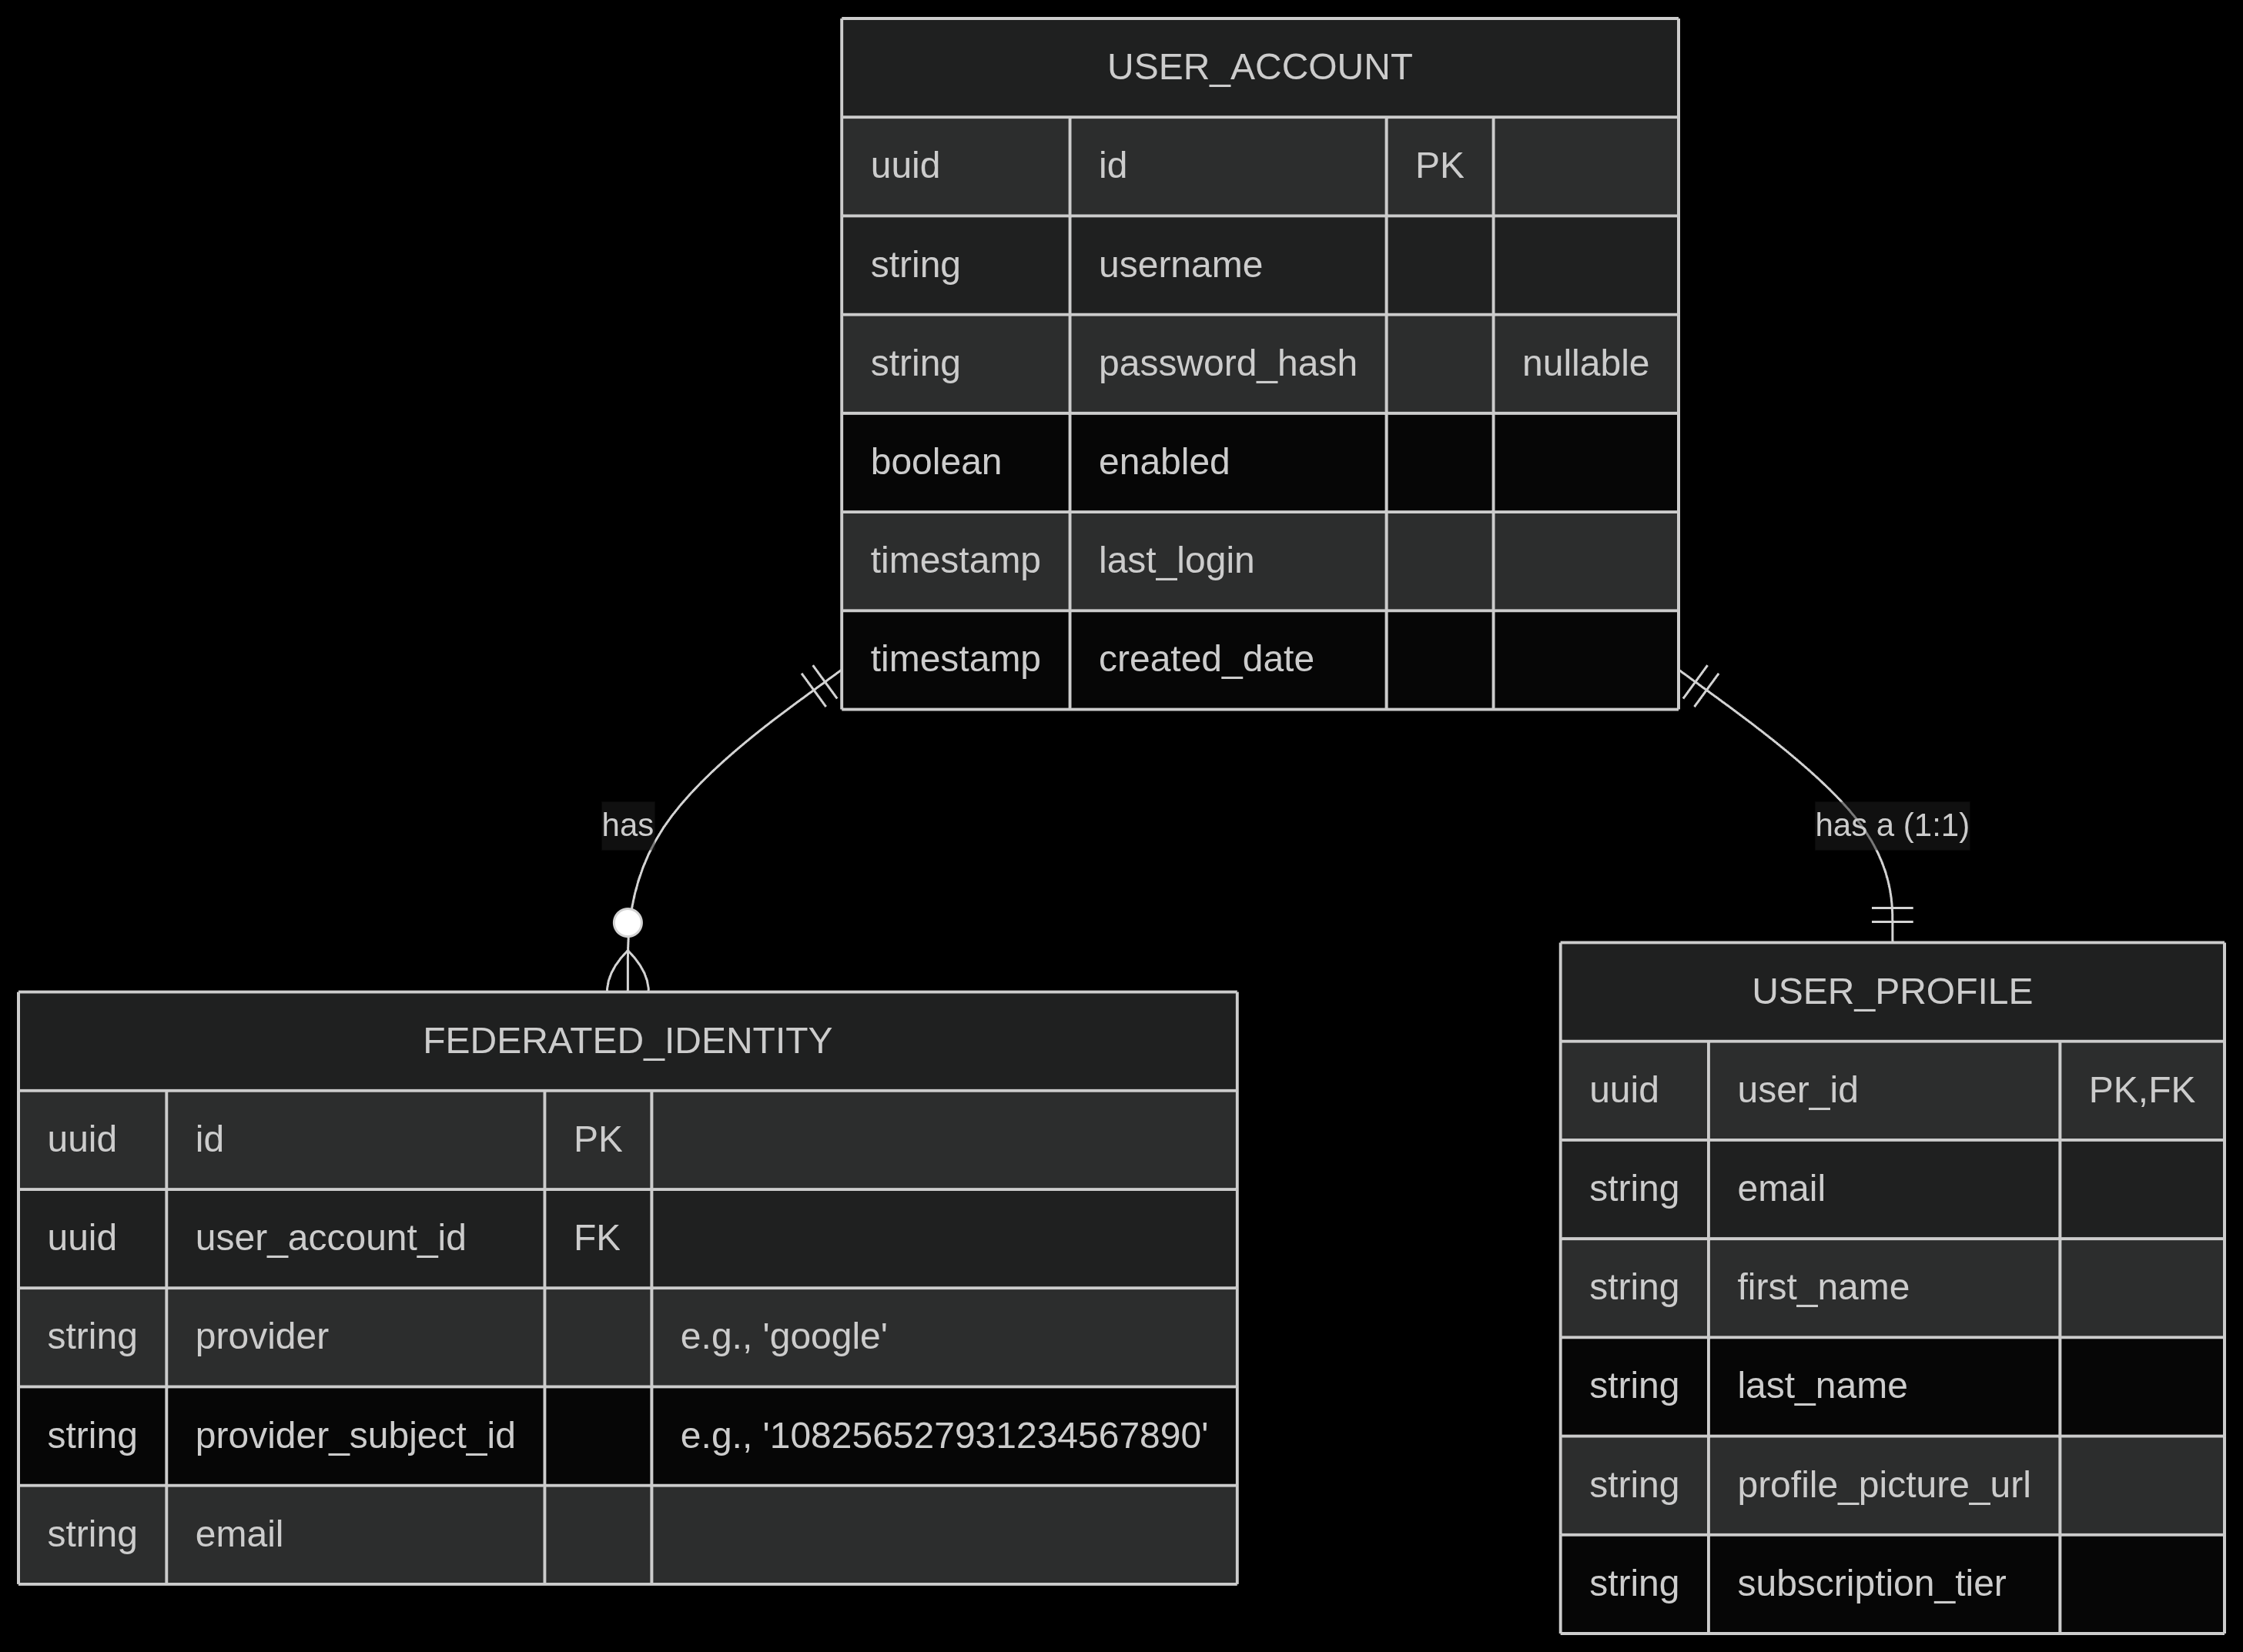 USER_ACCOUNT
uuid id PK
string username
string password_hash nullable
boolean enabled
timestamp last_login
timestamp created_date
has
has a (1:1)
FEDERATED_IDENTITY
uuid id PK
uuid user_account_id FK
string provider e.g., 'google'
string provider_subject_id e.g., '108256527931234567890'
string email
USER_PROFILE
uuid user_id PK,FK
string email
string first_name
string last_name
string profile_picture_url
string subscription_tier